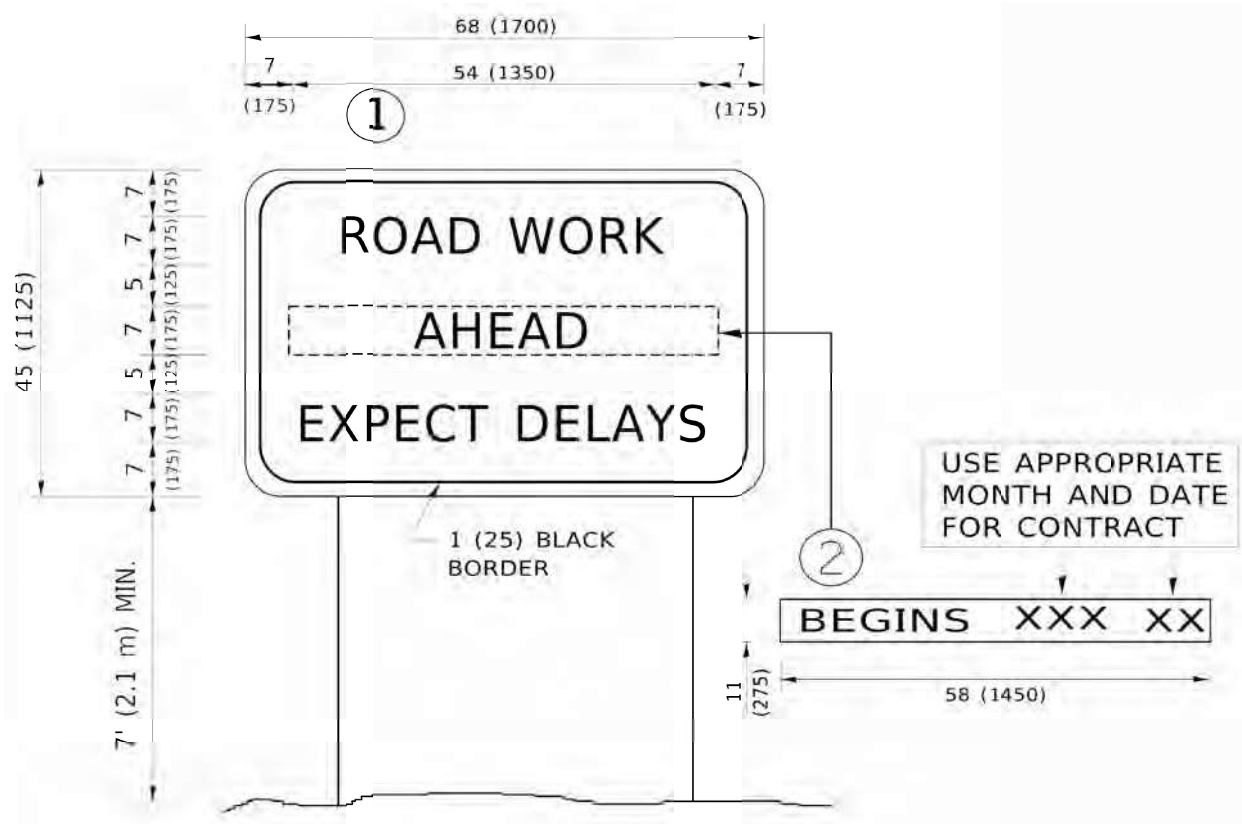 68 (1700)
7
54 (1350)
7
(175)
(175)
1
45 (1125)
7
(175)
7
(175)
5
(125)
7
(175)
5
(125)
7
(175)
7
(175)
ROAD WORK
AHEAD
EXPECT DELAYS
1 (25) BLACK
BORDER
7' (2.1 m) MIN.
USE APPROPRIATE
MONTH AND DATE
FOR CONTRACT
2
BEGINS XXX XX
11
(275)
58 (1450)